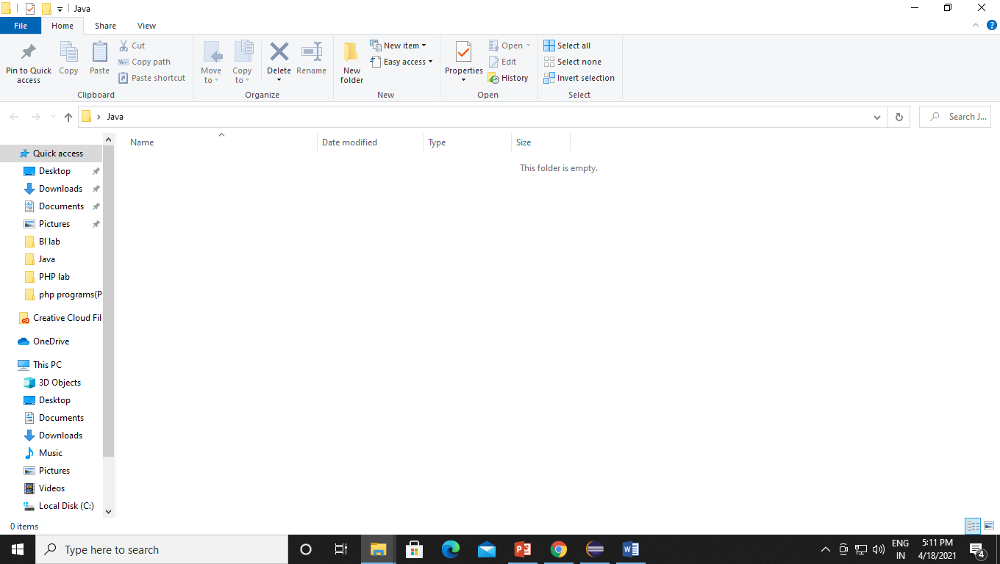 Java
File Home Share View
Pin to Quick access
Copy
Paste
Cut
Copy path
Paste shortcut
Clipboard
Move to
Copy to
Delete
Rename
Organize
New folder
New item
Easy access
New
Properties
Open
Edit
History
Open
Select all
Select none
Invert selection
Select
Java
Search J...
Name Date modified Type Size
This folder is empty.
Quick access
Desktop
Downloads
Documents
Pictures
BI lab
Java
PHP lab
php programs(P
Creative Cloud Fil
OneDrive
This PC
3D Objects
Desktop
Documents
Downloads
Music
Pictures
Videos
Local Disk (C:)
0 items
Type here to search
ENG
IN
5:11 PM
4/18/2021
4